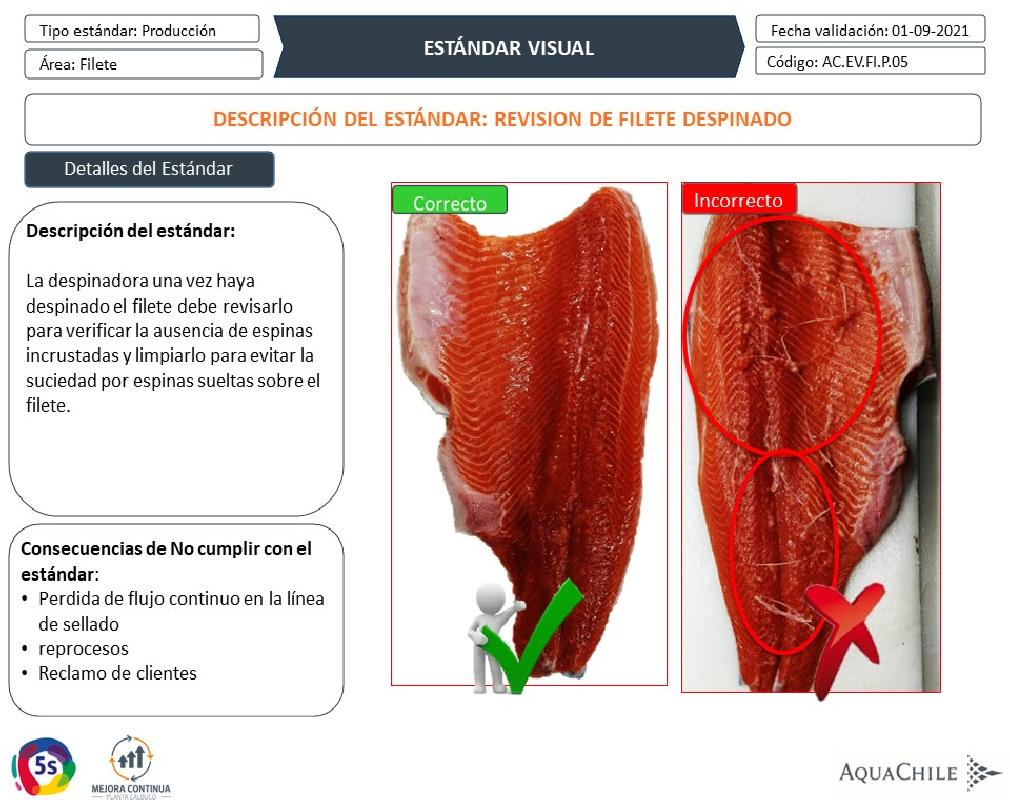 Tipo estándar: Producción
Área: Filete
ESTÁNDAR VISUAL
Fecha validación: 01-09-2021
Código: AC.EV.FI.P.05
DESCRIPCIÓN DEL ESTÁNDAR: REVISION DE FILETE DESPINADO
Detalles del Estándar
Descripción del estándar:
La despinadora una vez haya
despinado el filete debe revisarlo
para verificar la ausencia de espinas
incrustadas y limpiarlo para evitar la
suciedad por espinas sueltas sobre el
filete.
Consecuencias de No cumplir con el
estándar:
• Perdida de flujo continuo en la línea
de sellado
• reprocesos
• Reclamo de clientes
Correcto
Incorrecto
5s
MEJORA CONTINUA
PLANTA CALBUCO
AQUACHILE